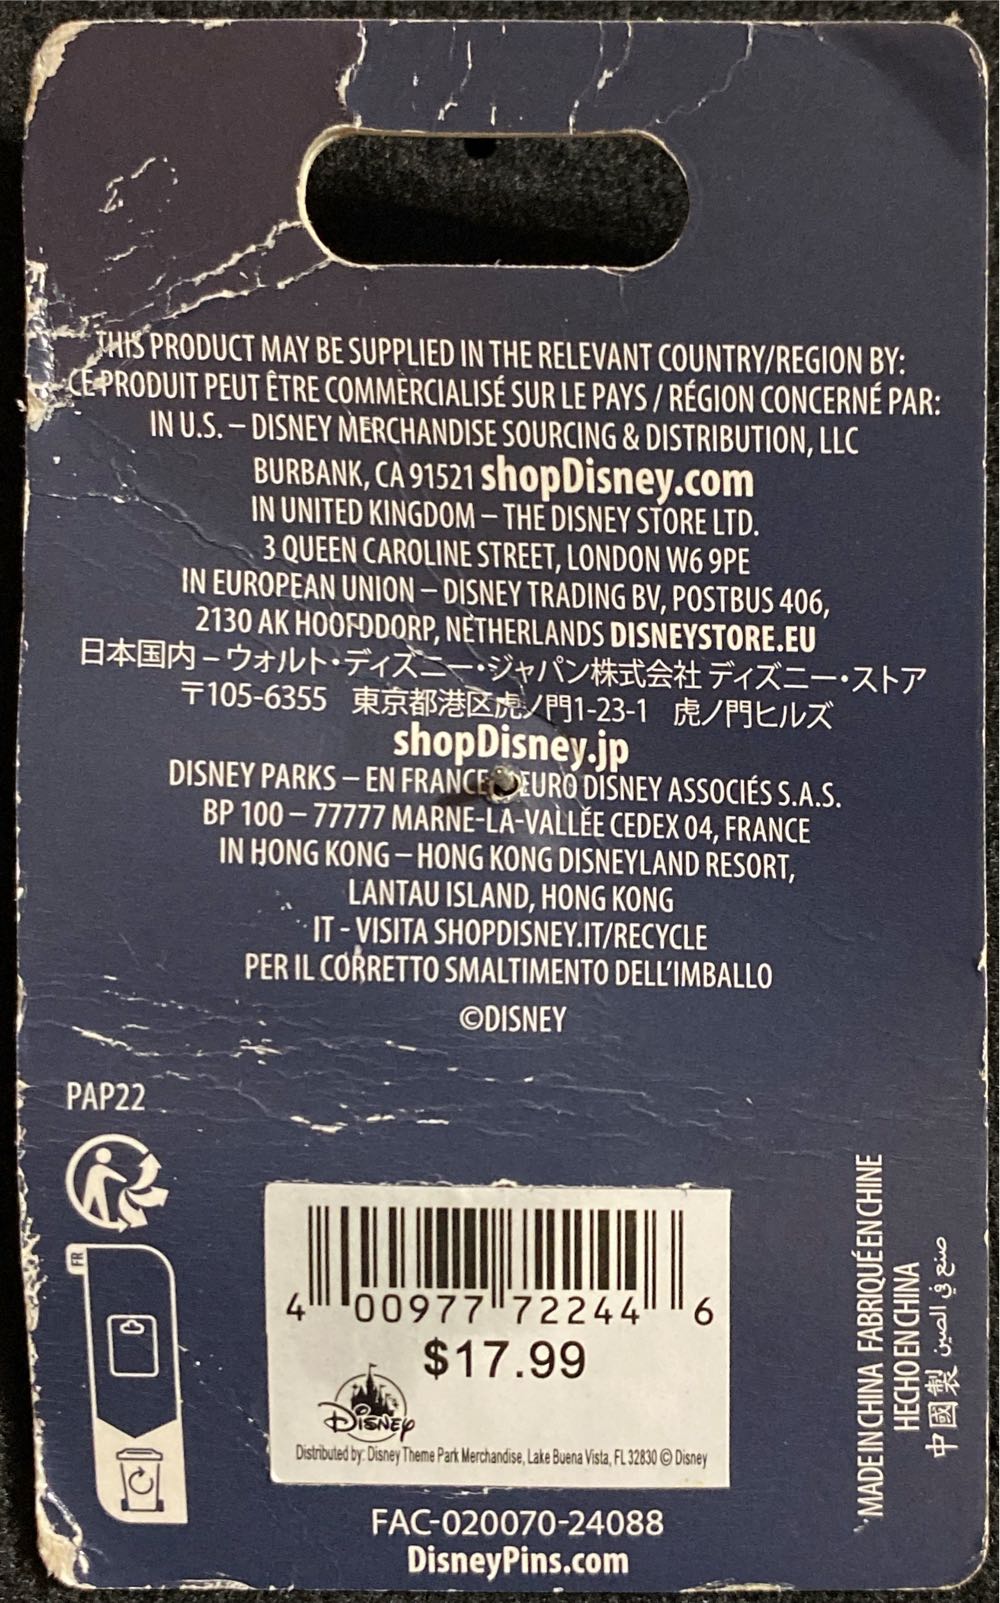 THIS PRODUCT MAY BE SUPPLIED IN THE RELEVANT COUNTRY/REGION BY:
CE PRODUIT PEUT ÊTRE COMMERCIALISÉ SUR LE PAYS / RÉGION CONCERNÉ PAR:
IN U.S. – DISNEY MERCHANDISE SOURCING & DISTRIBUTION, LLC
BURBANK, CA 91521 shopDisney.com
IN UNITED KINGDOM – THE DISNEY STORE LTD.
3 QUEEN CAROLINE STREET, LONDON W6 9PE
IN EUROPEAN UNION – DISNEY TRADING BV, POSTBUS 406,
2130 AK HOOFDDORP, NETHERLANDS DISNEYSTORE.EU
日本国内 – ウォルト・ディズニー・ジャパン株式会社 ディズニー・ストア
〒105-6355 東京都港区虎ノ門1-23-1 虎ノ門ヒルズ
shopDisney.jp
DISNEY PARKS – EN FRANCE EURO DISNEY ASSOCIÉS S.A.S.
BP 100 – 77777 MARNE-LA-VALLÉE CEDEX 04, FRANCE
IN HONG KONG – HONG KONG DISNEYLAND RESORT,
LANTAU ISLAND, HONG KONG
IT - VISITA SHOPDISNEY.IT/RECYCLE
PER IL CORRETTO SMALTIMENTO DELL'IMBALLO
©DISNEY
PAP22
FR
4 00977 72244 6
$17.99
Disney
Distributed by: Disney Theme Park Merchandise, Lake Buena Vista, FL 32830 © Disney
MADE IN CHINA FABRIQUÉ EN CHINE
HECHO EN CHINA
中國製 صنع في الصين
FAC-020070-24088
DisneyPins.com